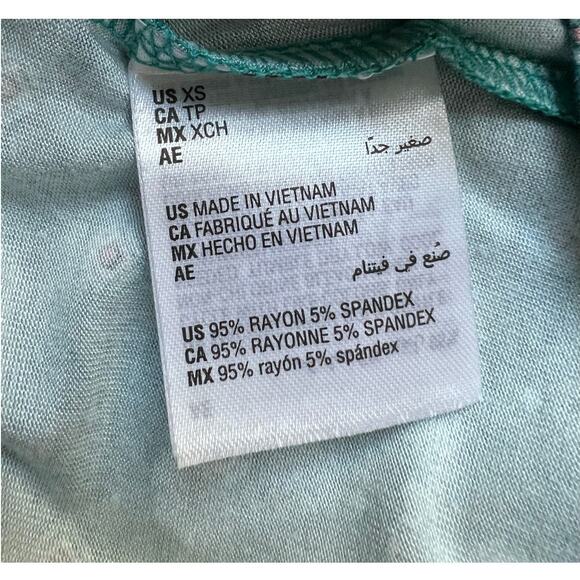 US XS
CA TP
MX XCH
AE صغير جدًا
US MADE IN VIETNAM
CA FABRIQUÉ AU VIETNAM
MX HECHO EN VIETNAM
AE صُنع في فيتنام
US 95% RAYON 5% SPANDEX
CA 95% RAYONNE 5% SPANDEX
MX 95% rayón 5% spándex